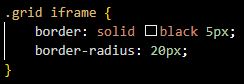 .grid iframe {
    border: solid black 5px;
    border-radius: 20px;
}